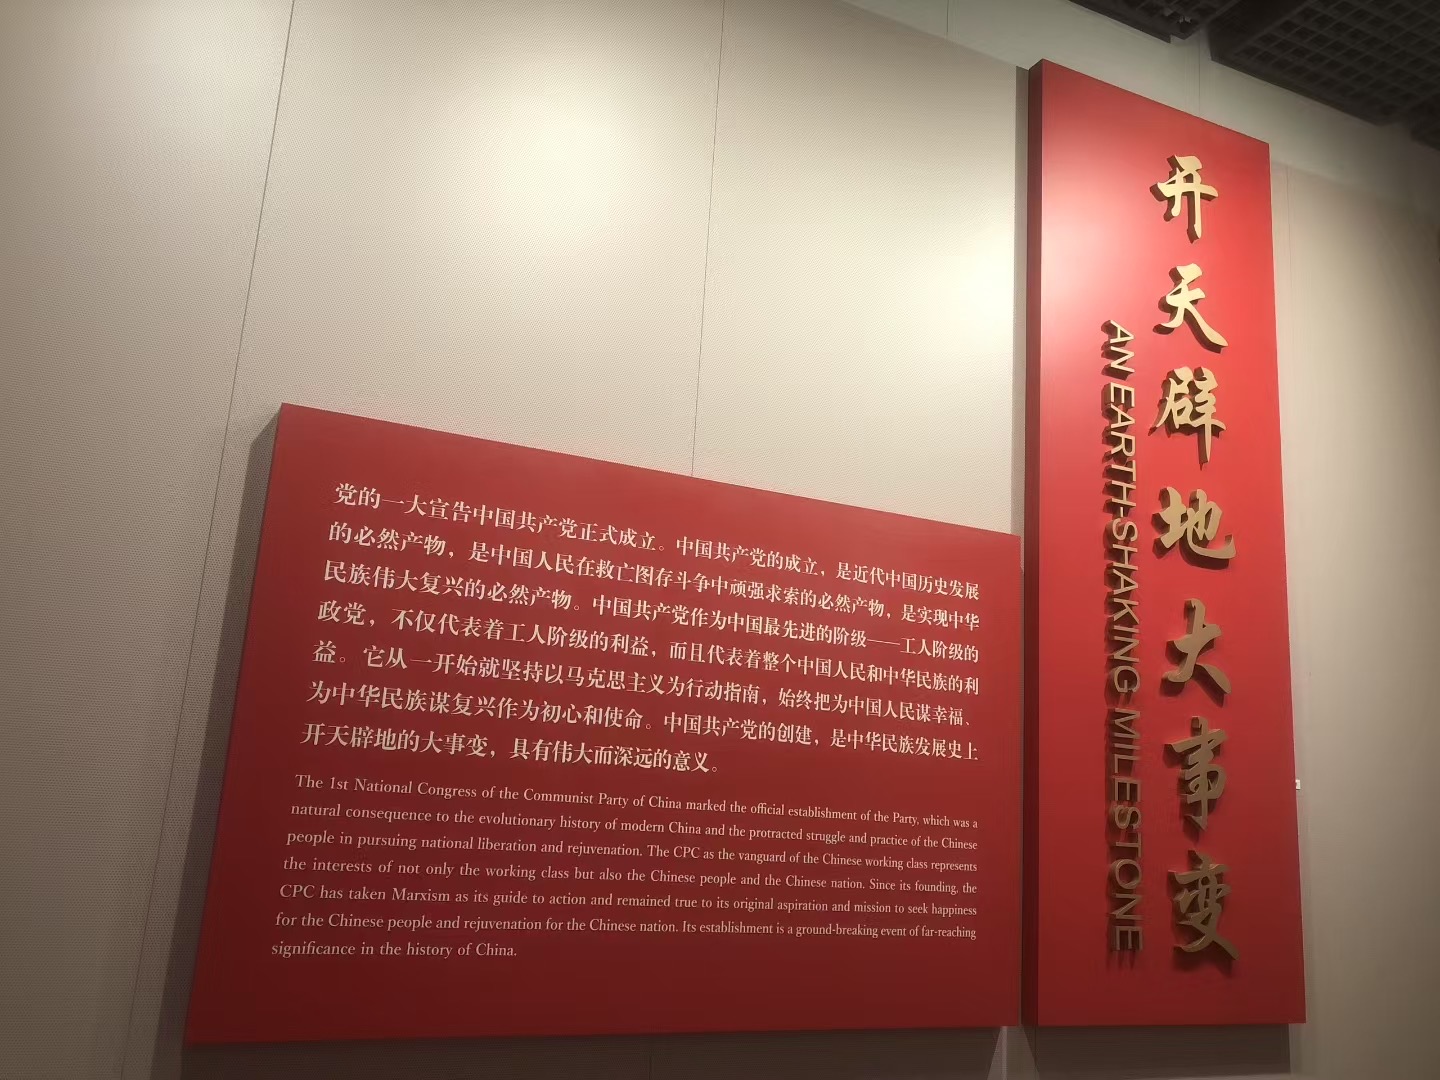 开天辟地大事变
AN EARTH-SHAKING MILESTONE
党的一大宣告中国共产党正式成立。中国共产党的成立，是近代中国历史发展
的必然产物，是中国人民在救亡图存斗争中顽强求索的必然产物，是实现中华
民族伟大复兴的必然产物。中国共产党作为中国最先进的阶级——工人阶级的
政党，不仅代表着工人阶级的利益，而且代表着整个中国人民和中华民族的利
益。它从一开始就坚持以马克思主义为行动指南，始终把为中国人民谋幸福、
为中华民族谋复兴作为初心和使命。中国共产党的创建，是中华民族发展史上
开天辟地的大事变，具有伟大而深远的意义。
The 1st National Congress of the Communist Party of China marked the official establishment of the Party, which was a
natural consequence to the evolutionary history of modern China and the protracted struggle and practice of the Chinese
people in pursuing national liberation and rejuvenation. The CPC as the vanguard of the Chinese working class represents
the interests of not only the working class but also the Chinese people and the Chinese nation. Since its founding, the
CPC has taken Marxism as its guide to action and remained true to its original aspiration and mission to seek happiness
for the Chinese people and rejuvenation for the Chinese nation. Its establishment is a ground-breaking event of far-reaching
significance in the history of China.